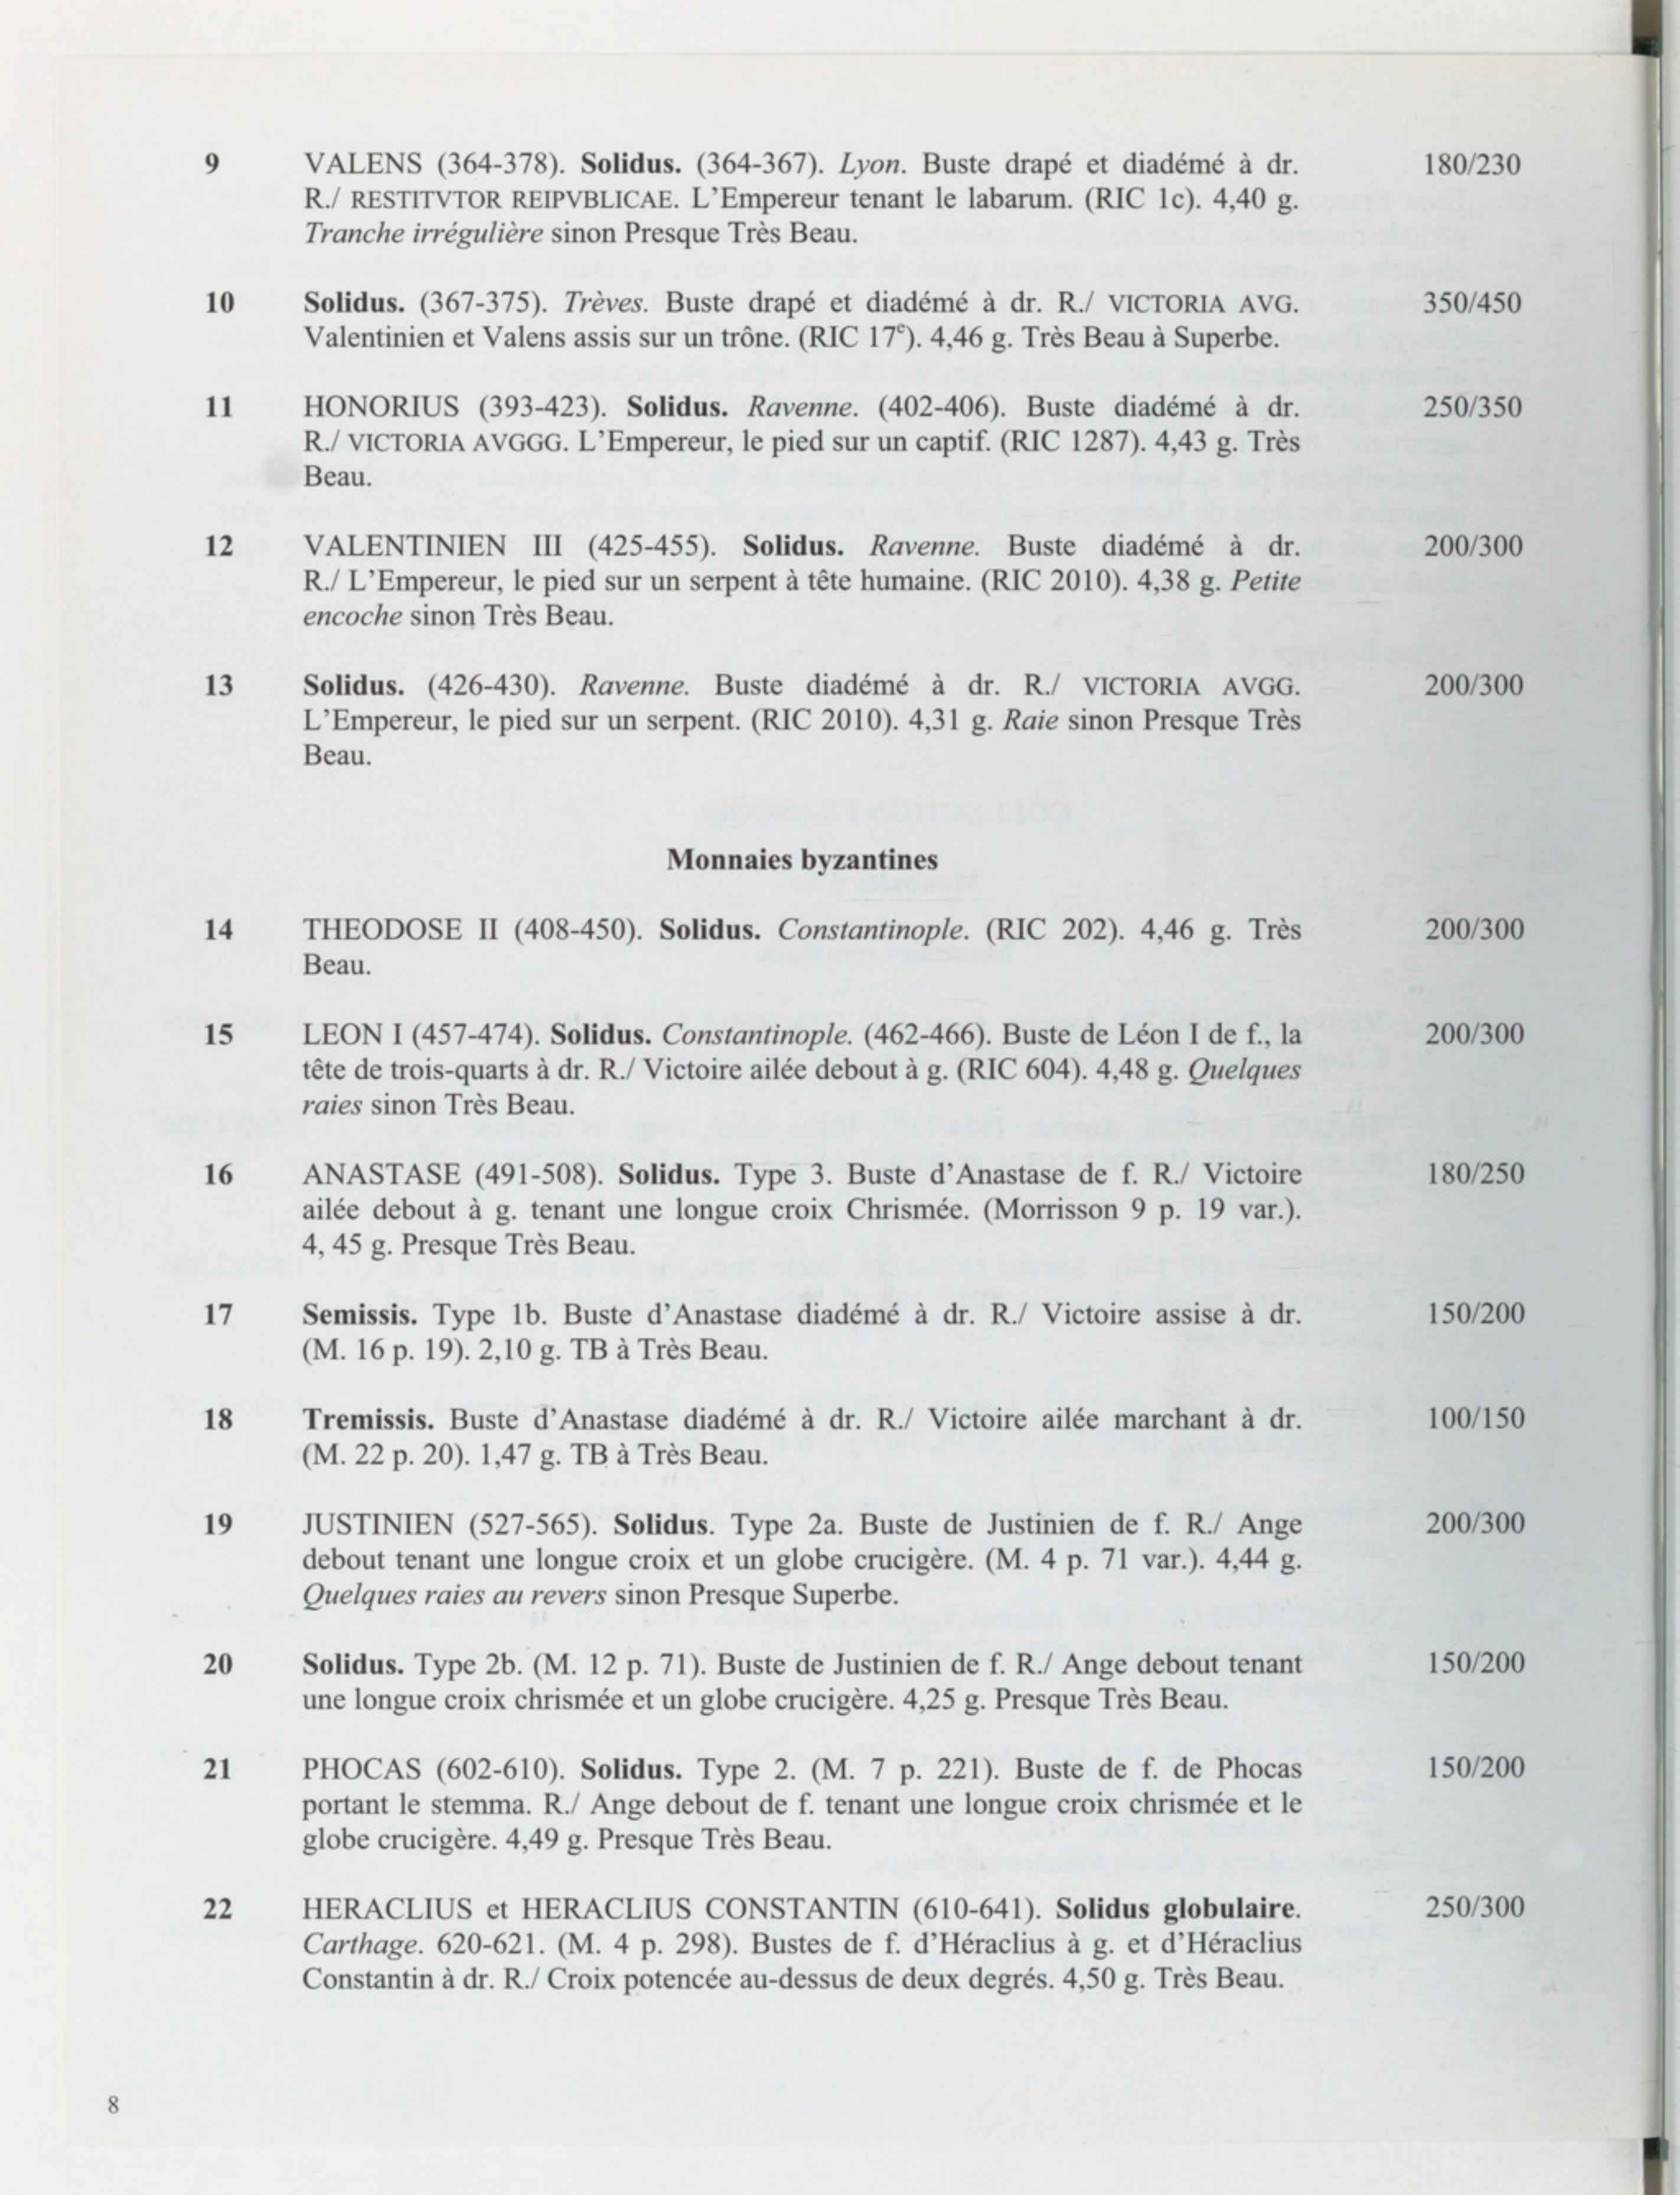 9 VALENS (364-378). Solidus. (364-367). Lyon. Buste drapé et diadémé à dr. 180/230
R./ RESTITVTOR REIPVBLICAE. L'Empereur tenant le labarum. (RIC 1c). 4,40 g.
Tranche irrégulière sinon Presque Très Beau.
10 Solidus. (367-375). Trèves. Buste drapé et diadémé à dr. R./ VICTORIA AVG. 350/450
Valentinien et Valens assis sur un trône. (RIC 17e). 4,46 g. Très Beau à Superbe.
11 HONORIUS (393-423). Solidus. Ravenne. (402-406). Buste diadémé à dr. 250/350
R./ VICTORIA AVGGG. L'Empereur, le pied sur un captif. (RIC 1287). 4,43 g. Très
Beau.
12 VALENTINIEN III (425-455). Solidus. Ravenne. Buste diadémé à dr. 200/300
R./ L'Empereur, le pied sur un serpent à tête humaine. (RIC 2010). 4,38 g. Petite
encoche sinon Très Beau.
13 Solidus. (426-430). Ravenne. Buste diadémé à dr. R./ VICTORIA AVGG. 200/300
L'Empereur, le pied sur un serpent. (RIC 2010). 4,31 g. Raie sinon Presque Très
Beau.
Monnaies byzantines
14 THEODOSE II (408-450). Solidus. Constantinople. (RIC 202). 4,46 g. Très 200/300
Beau.
15 LEON I (457-474). Solidus. Constantinople. (462-466). Buste de Léon I de f., la 200/300
tête de trois-quarts à dr. R./ Victoire ailée debout à g. (RIC 604). 4,48 g. Quelques
raies sinon Très Beau.
16 ANASTASE (491-508). Solidus. Type 3. Buste d'Anastase de f. R./ Victoire 180/250
ailée debout à g. tenant une longue croix Chrismée. (Morrisson 9 p. 19 var.).
4, 45 g. Presque Très Beau.
17 Semissis. Type 1b. Buste d'Anastase diadémé à dr. R./ Victoire assise à dr. 150/200
(M. 16 p. 19). 2,10 g. TB à Très Beau.
18 Tremissis. Buste d'Anastase diadémé à dr. R./ Victoire ailée marchant à dr. 100/150
(M. 22 p. 20). 1,47 g. TB à Très Beau.
19 JUSTINIEN (527-565). Solidus. Type 2a. Buste de Justinien de f. R./ Ange 200/300
debout tenant une longue croix et un globe crucigère. (M. 4 p. 71 var.). 4,44 g.
Quelques raies au revers sinon Presque Superbe.
20 Solidus. Type 2b. (M. 12 p. 71). Buste de Justinien de f. R./ Ange debout tenant 150/200
une longue croix chrismée et un globe crucigère. 4,25 g. Presque Très Beau.
21 PHOCAS (602-610). Solidus. Type 2. (M. 7 p. 221). Buste de f. de Phocas 150/200
portant le stemma. R./ Ange debout de f. tenant une longue croix chrismée et le
globe crucigère. 4,49 g. Presque Très Beau.
22 HERACLIUS et HERACLIUS CONSTANTIN (610-641). Solidus globulaire. 250/300
Carthage. 620-621. (M. 4 p. 298). Bustes de f. d'Héraclius à g. et d'Héraclius
Constantin à dr. R./ Croix potencée au-dessus de deux degrés. 4,50 g. Très Beau.
8